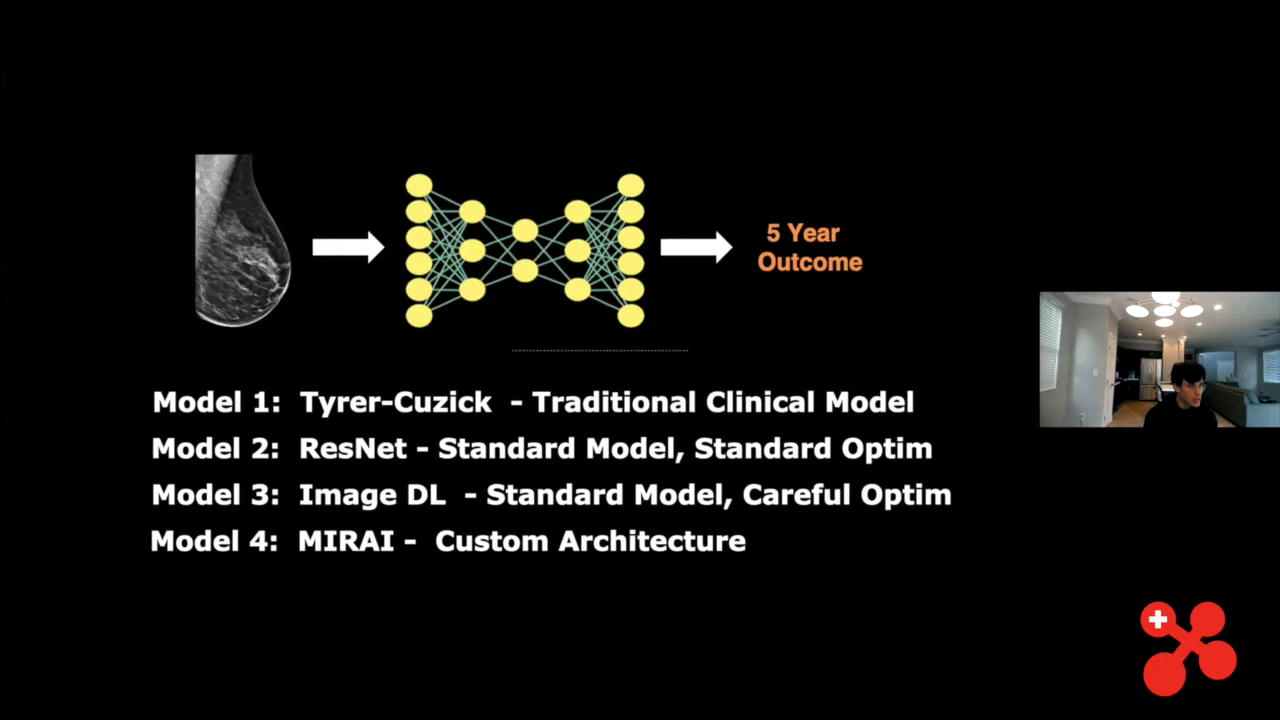 5 Year
Outcome
Model 1: Tyrer-Cuzick - Traditional Clinical Model
Model 2: ResNet - Standard Model, Standard Optim
Model 3: Image DL - Standard Model, Careful Optim
Model 4: MIRAI - Custom Architecture